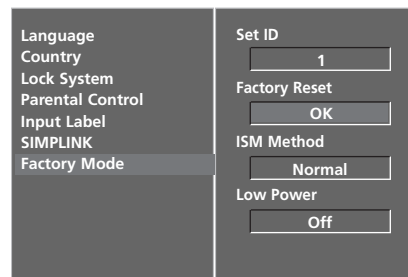 Language
Country
Lock System
Parental Control
Input Label
SIMPLINK
Factory Mode
Set ID
1
Factory Reset
OK
ISM Method
Normal
Low Power
Off